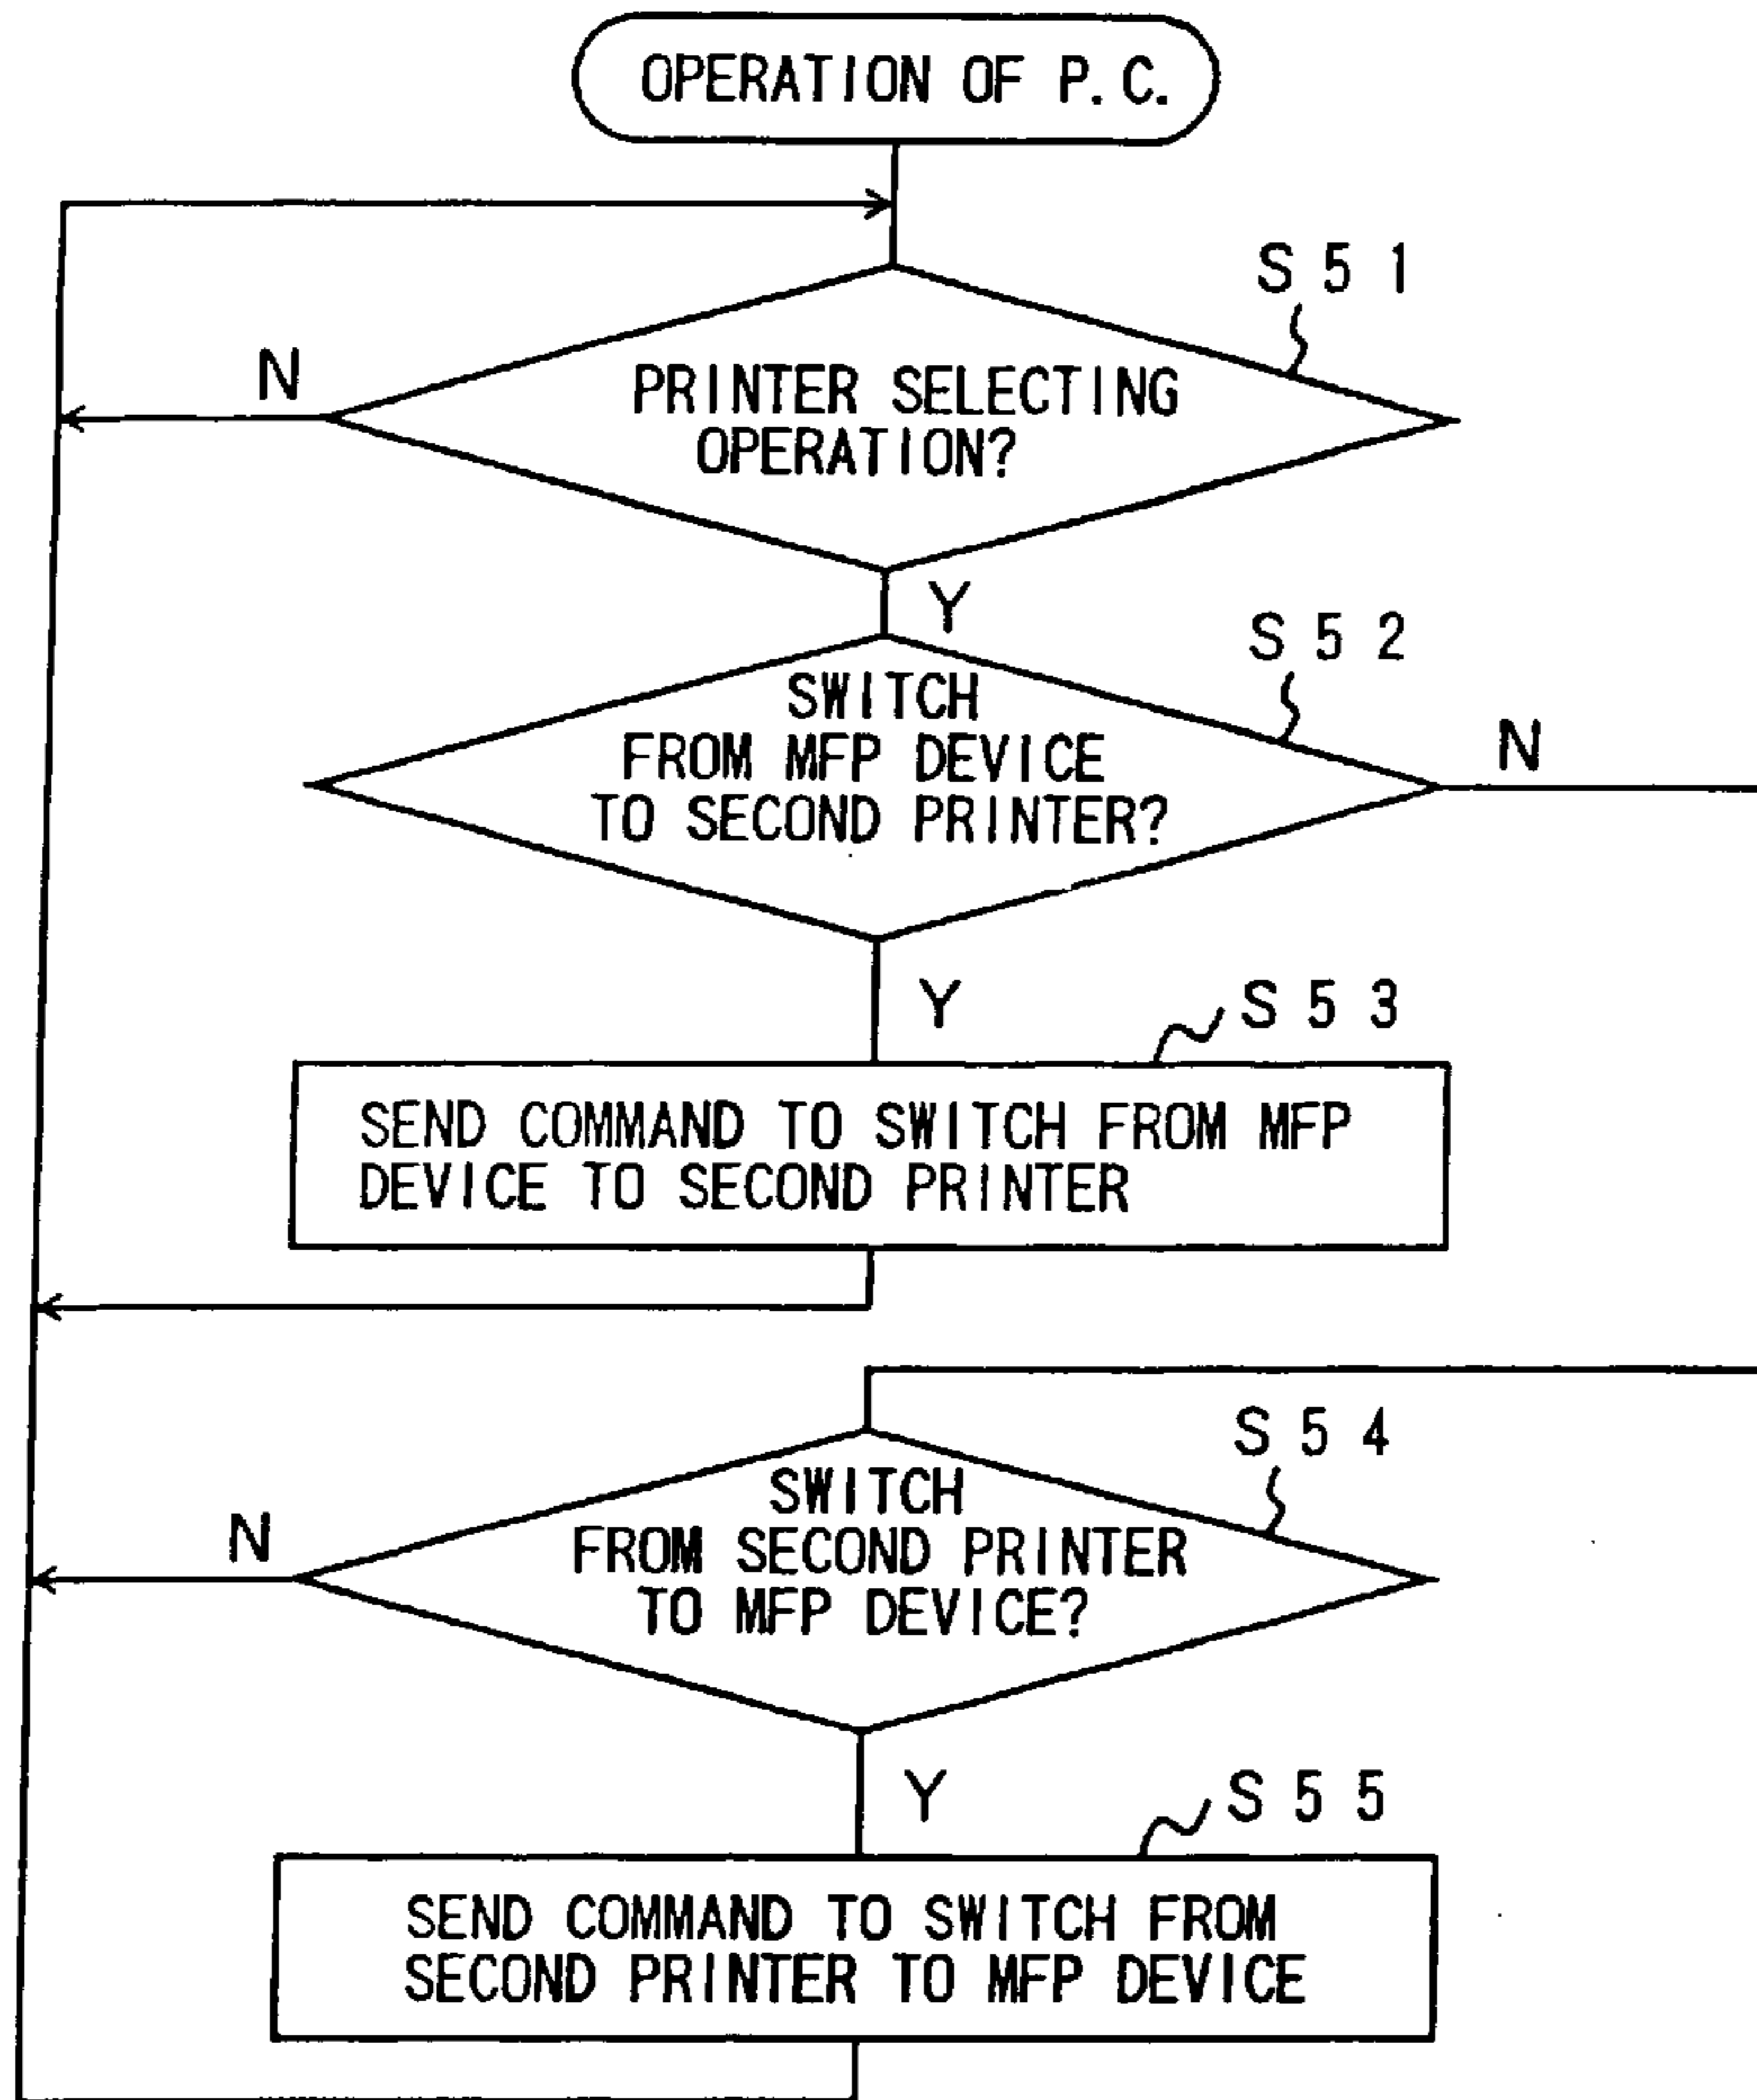 OPERATION OF P.C.
S51
N
PRINTER SELECTING
OPERATION?
Y
S52
SWITCH
FROM MFP DEVICE
TO SECOND PRINTER?
N
Y
S53
SEND COMMAND TO SWITCH FROM MFP
DEVICE TO SECOND PRINTER
S54
SWITCH
FROM SECOND PRINTER
TO MFP DEVICE?
N
Y
S55
SEND COMMAND TO SWITCH FROM
SECOND PRINTER TO MFP DEVICE